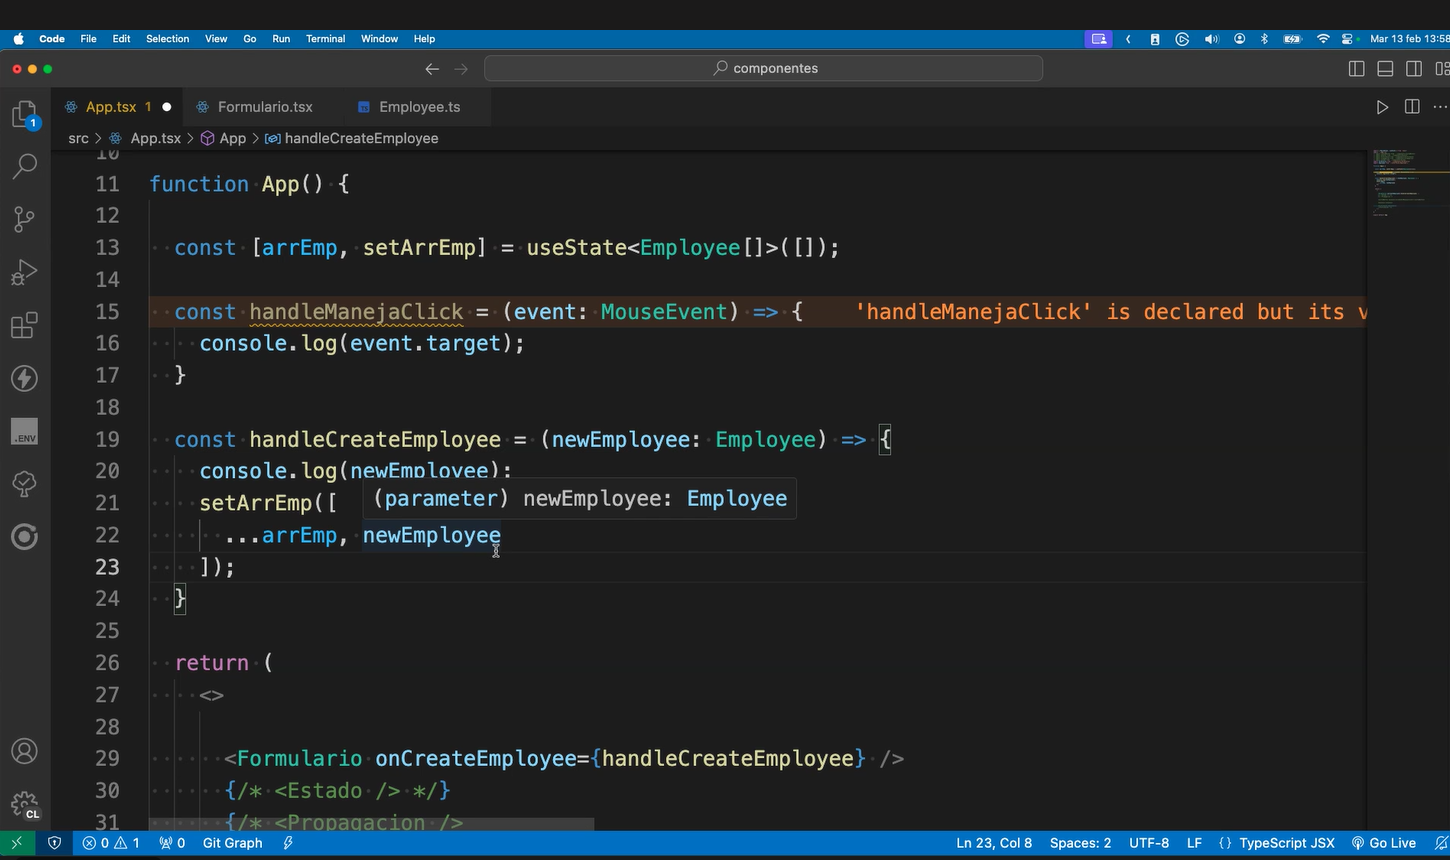 Code File Edit Selection View Go Run Terminal Window Help Mar 13 feb 13:58
componentes
App.tsx 1 Formulario.tsx TS Employee.ts
1
src > App.tsx > App > handleCreateEmployee
10
11 function App() {
12
13 const [arrEmp, setArrEmp] = useState<Employee[]>([]);
14
15 const handleManejaClick = (event: MouseEvent) => { 'handleManejaClick' is declared but its v
16 console.log(event.target);
17 }
18
19 const handleCreateEmployee = (newEmployee: Employee) => {
20 console.log(newEmployee);
21 setArrEmp([
(parameter) newEmployee: Employee
22 ...arrEmp, newEmployee
23 ]);
24 }
25
26 return (
27 <>
28
29 <Formulario onCreateEmployee={handleCreateEmployee} />
30 {/* <Estado /> */}
31 {/* <Propagacion />
.ENV
CL
0 1 0 Git Graph Ln 23, Col 8 Spaces: 2 UTF-8 LF {} TypeScript JSX Go Live